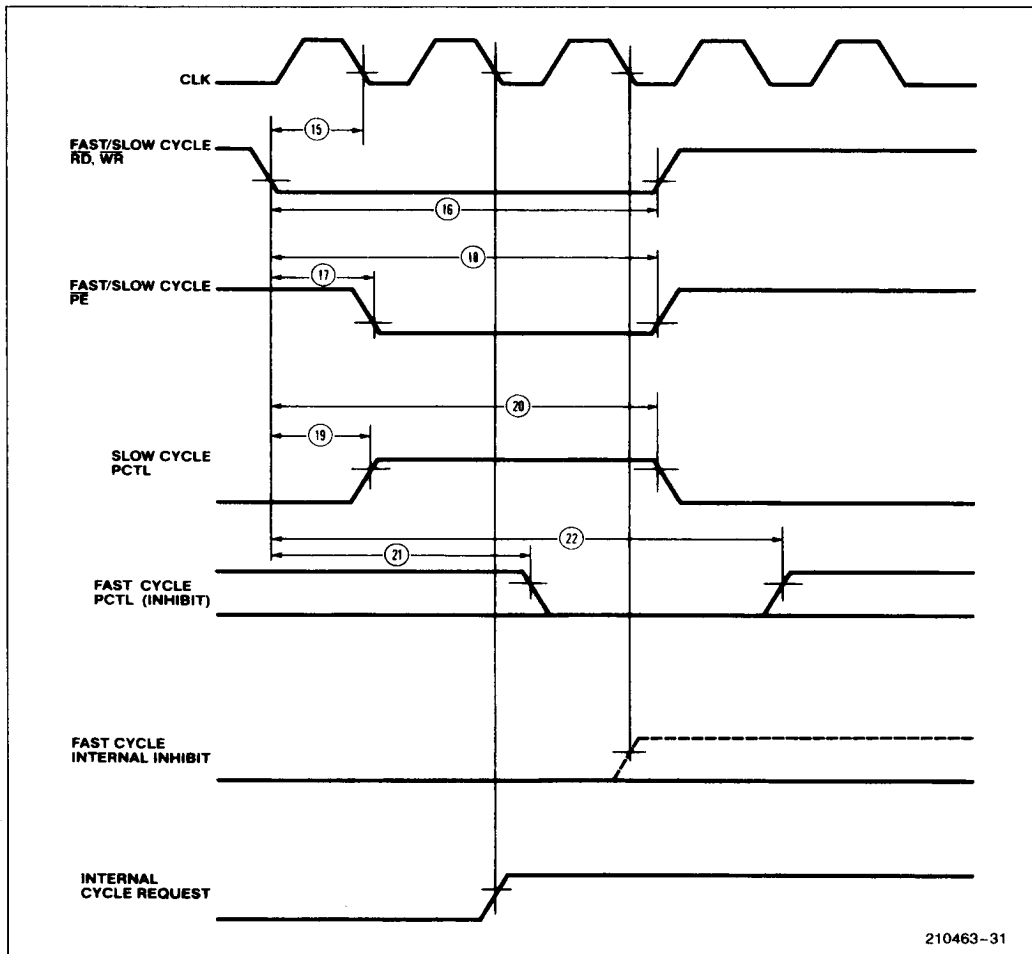 CLK
15
FAST/SLOW CYCLE
RD, WR
16
18
17
FAST/SLOW CYCLE
PE
20
19
SLOW CYCLE
PCTL
22
21
FAST CYCLE
PCTL (INHIBIT)
FAST CYCLE
INTERNAL INHIBIT
INTERNAL
CYCLE REQUEST
210463-31